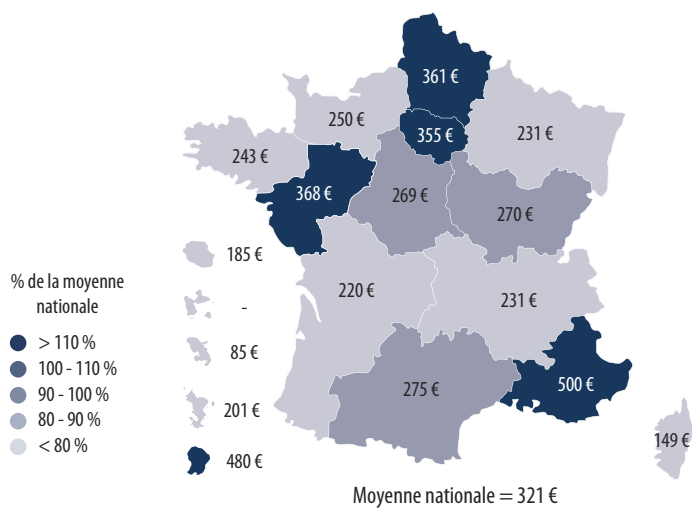 361 €
250 €
355 €
231 €
243 €
368 €
269 €
270 €
185 €
% de la moyenne
nationale
220 €
231 €
-
> 110 %
85 €
100 - 110 %
90 - 100 %
275 €
500 €
80 - 90 %
201 €
< 80 %
149 €
480 €
Moyenne nationale = 321 €